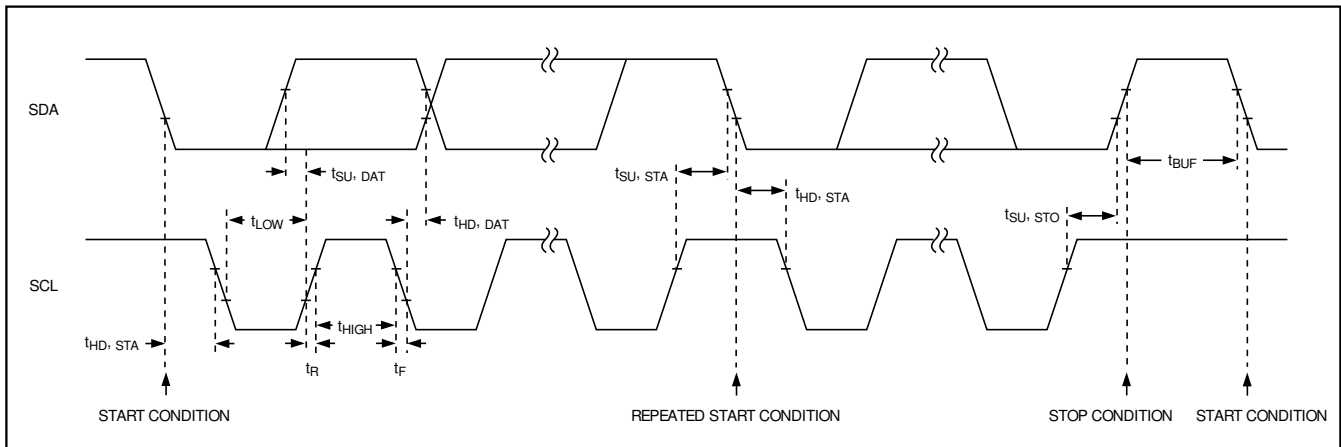 SDA
tSU, DAT
tSU, STA
tHD, STA
tBUF
tLOW
tHD, DAT
tSU, STO
SCL
tHIGH
tHD, STA
tR
tF
START CONDITION
REPEATED START CONDITION
STOP CONDITION
START CONDITION